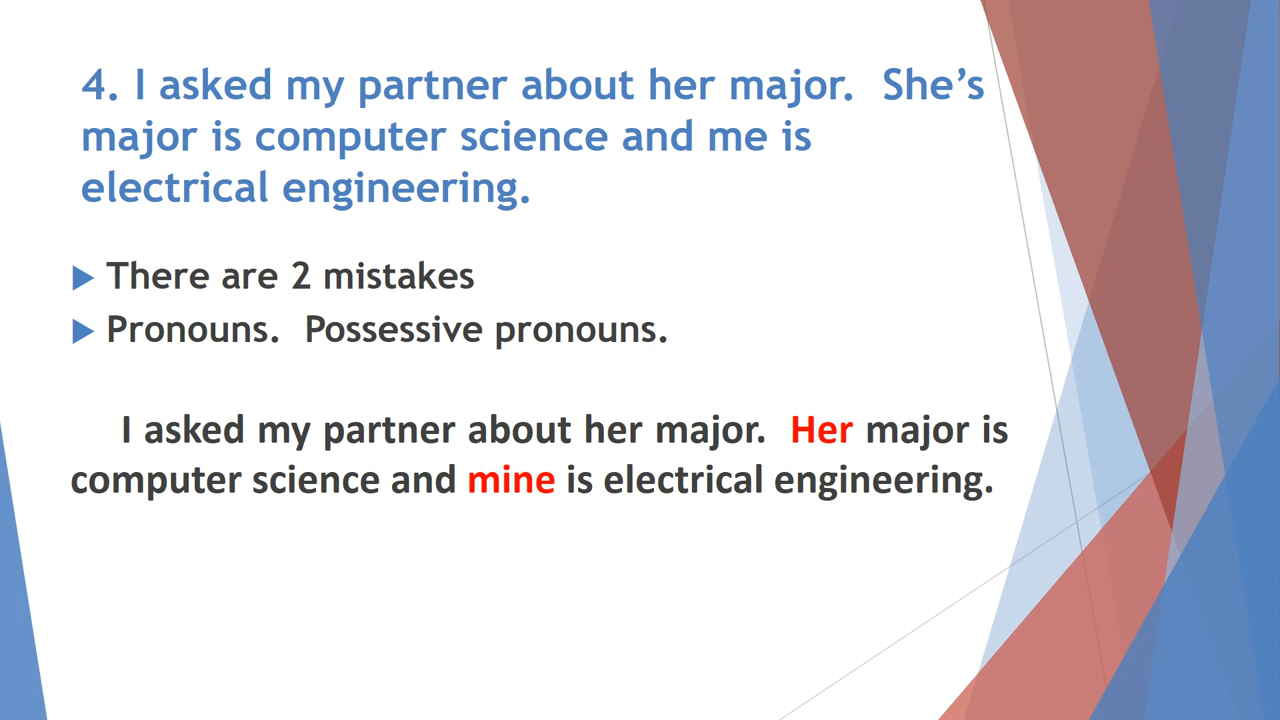 4. I asked my partner about her major.  She’s
major is computer science and me is
electrical engineering.
There are 2 mistakes
Pronouns.  Possessive pronouns.
I asked my partner about her major.  Her major is
computer science and mine is electrical engineering.